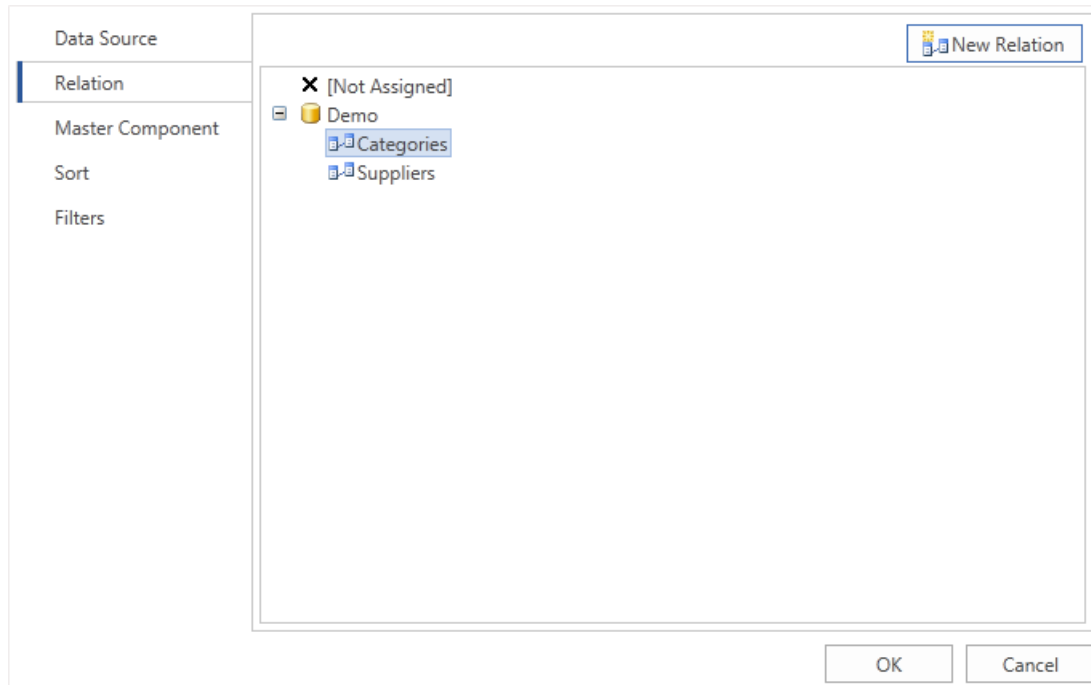 Data Source
Relation
Master Component
Sort
Filters
New Relation
[Not Assigned]
Demo
Categories
Suppliers
OK
Cancel